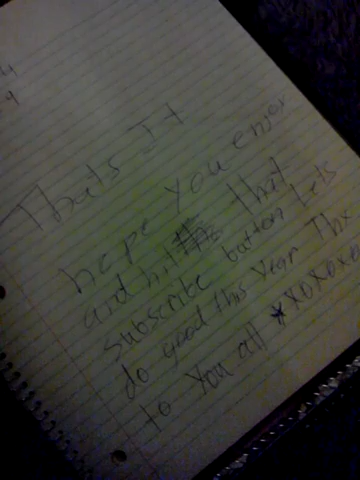 Thats It
hope you enjoy
and hit that
subscribe button Lets
do good this Year Thx
to You all *XOXOXO